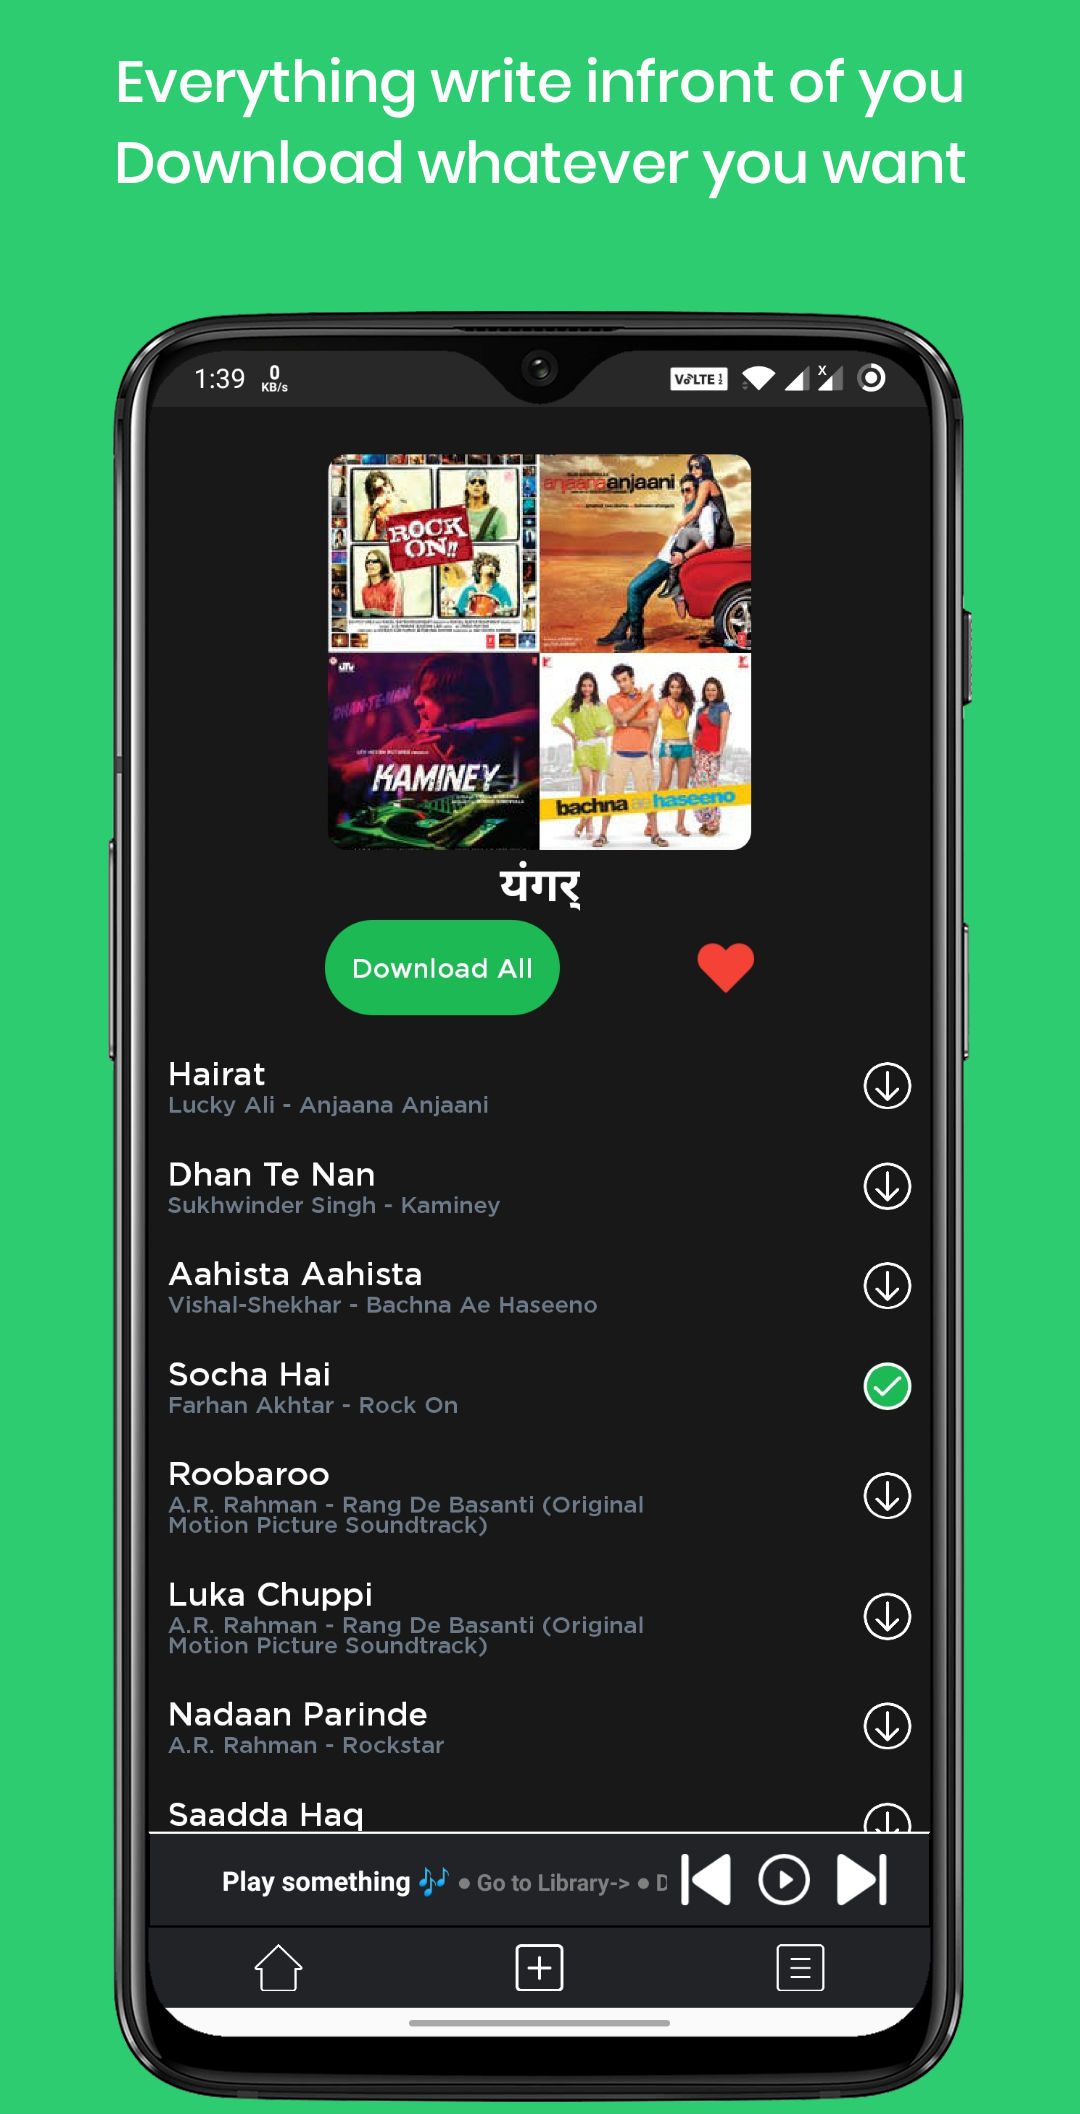 Everything write infront of you
Download whatever you want
1:39
0
KB/s
VoLTE
X
ROCK
ON!!
anjaana anjaani
DHAN-TE-NAN
UTV
KAMINEY
bachna ae haseeno
यंगर्
Download All
Hairat
Lucky Ali - Anjaana Anjaani
Dhan Te Nan
Sukhwinder Singh - Kaminey
Aahista Aahista
Vishal-Shekhar - Bachna Ae Haseeno
Socha Hai
Farhan Akhtar - Rock On
Roobaroo
A.R. Rahman - Rang De Basanti (Original
Motion Picture Soundtrack)
Luka Chuppi
A.R. Rahman - Rang De Basanti (Original
Motion Picture Soundtrack)
Nadaan Parinde
A.R. Rahman - Rockstar
Saadda Haq
Play something 🎶 ● Go to Library-> ● D